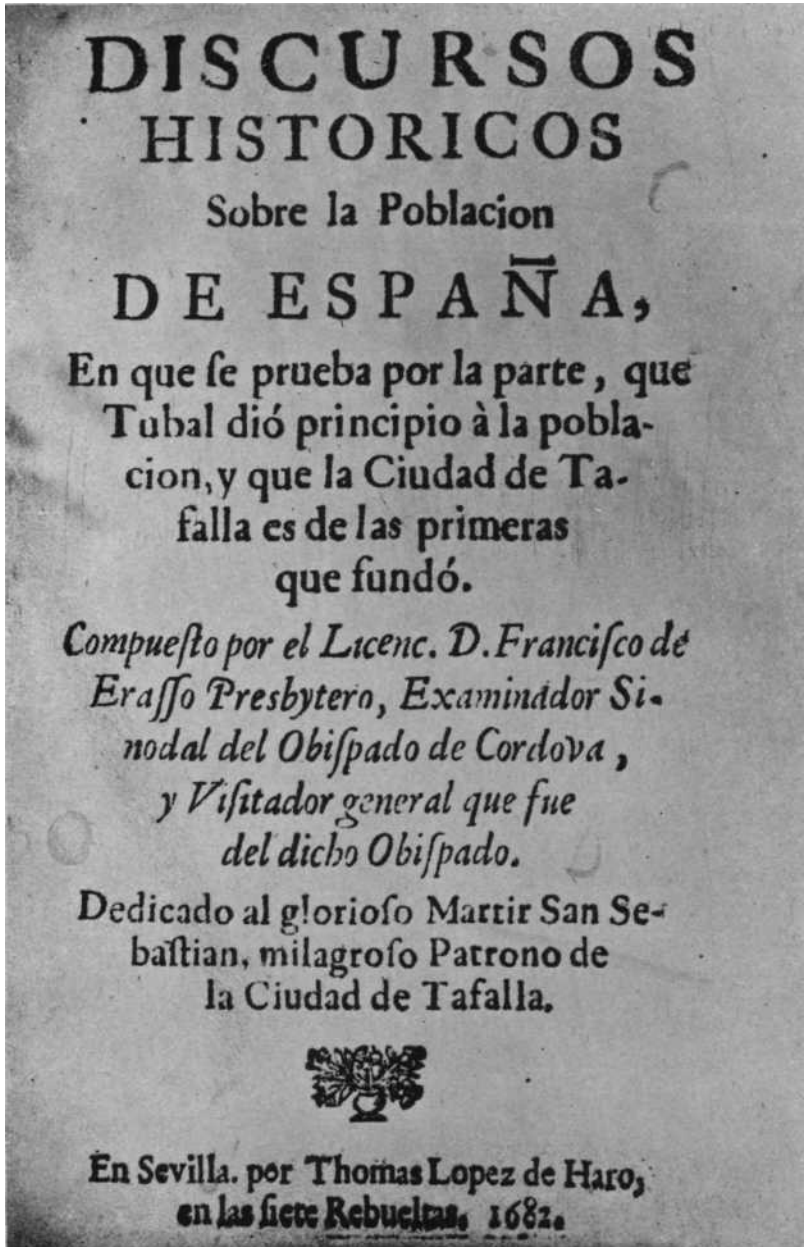 DISCURSOS
HISTORICOS
Sobre la Poblacion
DE ESPAÑA,
En que ſe prueba por la parte, que
Tubal dió principio à la pobla-
cion, y que la Ciudad de Ta-
falla es de las primeras
que fundó.
Compueſto por el Licenc. D. Franciſco de
Eraſſo Presbytero, Examinador Si-
nodal del Obiſpado de Cordova,
y Viſitador general que fue
del dicho Obiſpado.
Dedicado al glorioſo Martir San Se-
baſtian, milagroſo Patrono de
la Ciudad de Tafalla.
En Sevilla. por Thomas Lopez de Haro,
en las ſiete Rebueltas. 1682.